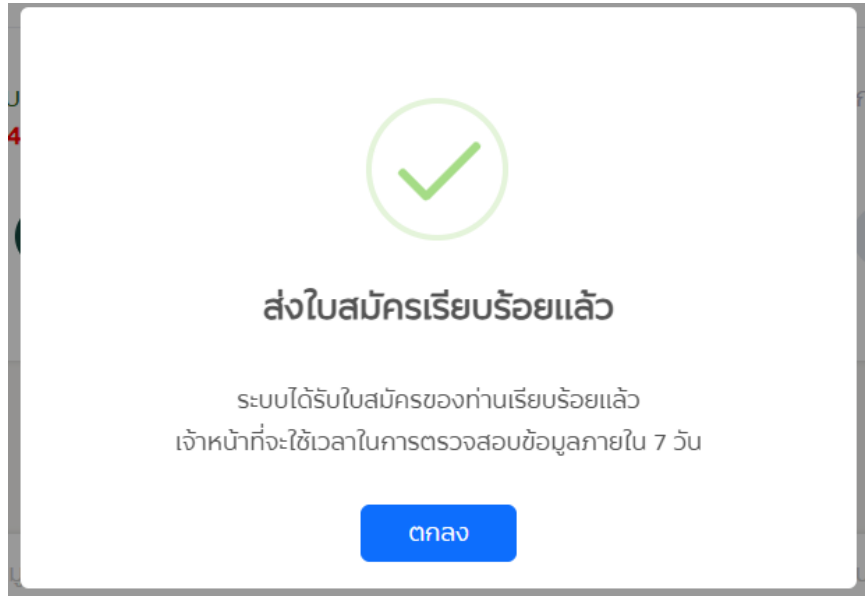 ส่งใบสมัครเรียบร้อยแล้ว
ระบบได้รับใบสมัครของท่านเรียบร้อยแล้ว
เจ้าหน้าที่จะใช้เวลาในการตรวจสอบข้อมูลภายใน 7 วัน
ตกลง